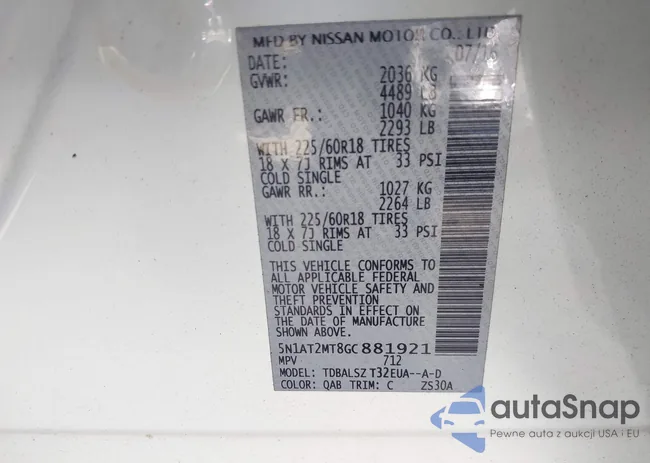 MFD BY NISSAN MOTOR CO., LTD
DATE: 07/16
GVWR: 2036 KG
4489 LB
GAWR FR.: 1040 KG
2293 LB
WITH 225/60R18 TIRES
18 X 7J RIMS AT 33 PSI
COLD SINGLE
GAWR RR.: 1027 KG
2264 LB
WITH 225/60R18 TIRES
18 X 7J RIMS AT 33 PSI
COLD SINGLE
THIS VEHICLE CONFORMS TO
ALL APPLICABLE FEDERAL
MOTOR VEHICLE SAFETY AND
THEFT PREVENTION
STANDARDS IN EFFECT ON
THE DATE OF MANUFACTURE
SHOWN ABOVE.
5N1AT2MT8GC881921
MPV 712
MODEL: TDBALSZ T32EUA--A-D
COLOR: QAB TRIM: C ZS30A
autaSnap
Pewne auta z aukcji USA i EU